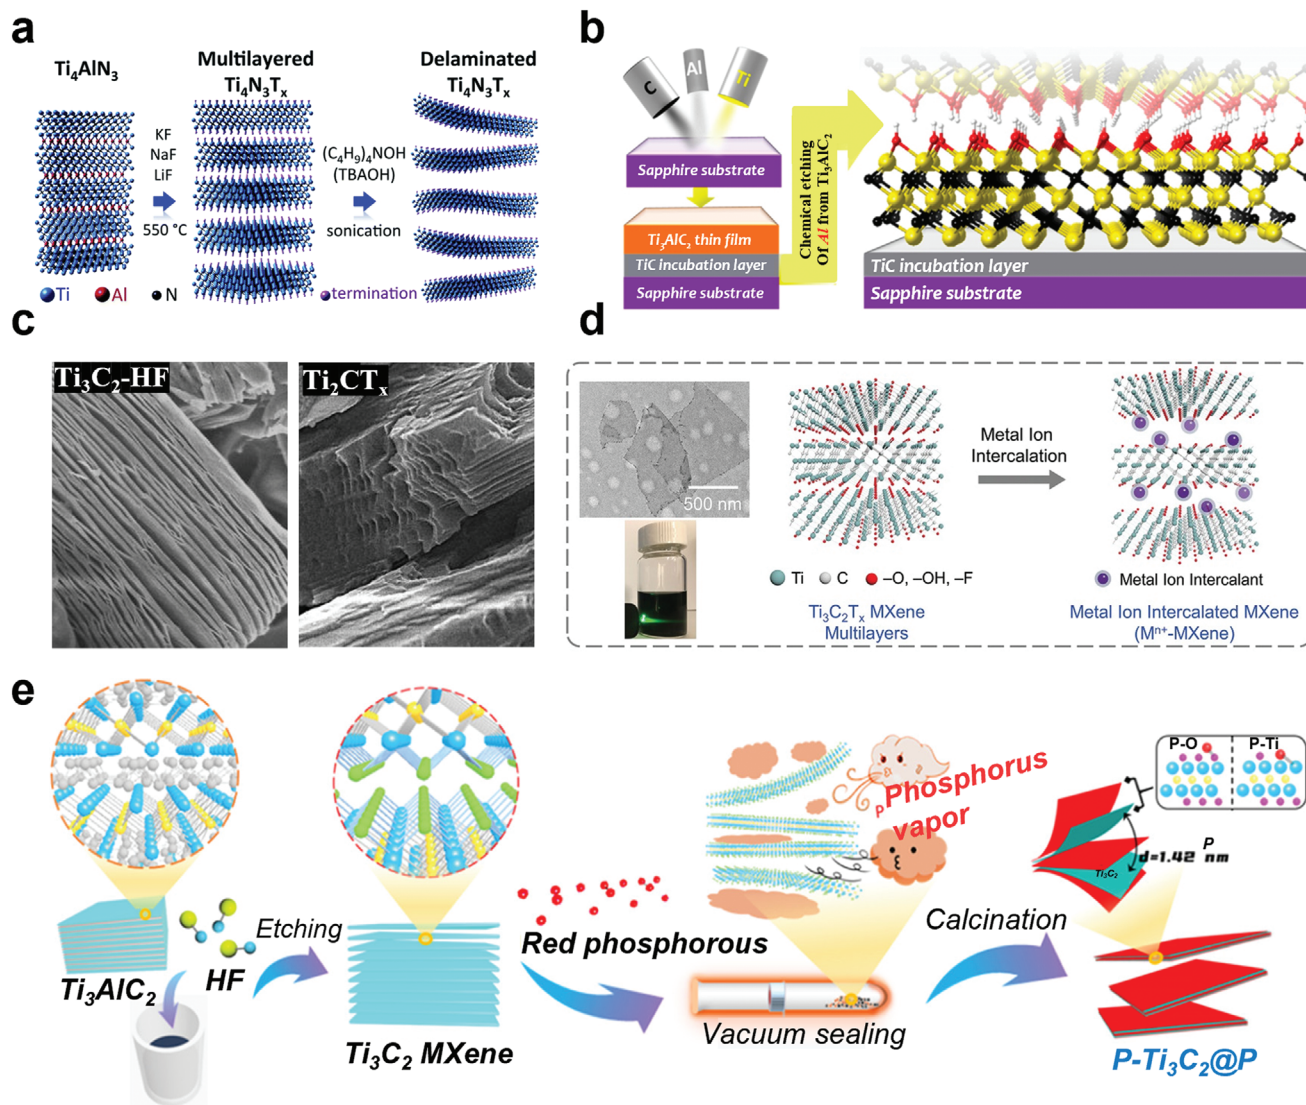 a
Ti₄AlN₃
Multilayered
Ti₄N₃Tₓ
Delaminated
Ti₄N₃Tₓ
KF
NaF
LiF
550 °C
(C₄H₉)₄NOH
(TBAOH)
sonication
Ti
Al
N
termination
b
C
Al
Ti
Sapphire substrate
Ti₃AlC₂ thin film
TiC incubation layer
Sapphire substrate
Chemical etching
Of Al from Ti₃AlC₂
TiC incubation layer
Sapphire substrate
c
Ti₃C₂-HF
Ti₂CTₓ
d
500 nm
Metal Ion
Intercalation
Ti
C
–O, –OH, –F
Metal Ion Intercalant
Ti₃C₂Tₓ MXene
Multilayers
Metal Ion Intercalated MXene
(Mⁿ⁺-MXene)
e
Ti₃AlC₂
HF
Etching
Ti₃C₂ MXene
Red phosphorous
P
Phosphorus
vapor
Vacuum sealing
Calcination
P-O
P-Ti
P
d=1.42 nm
Ti₃C₂
P-Ti₃C₂@P